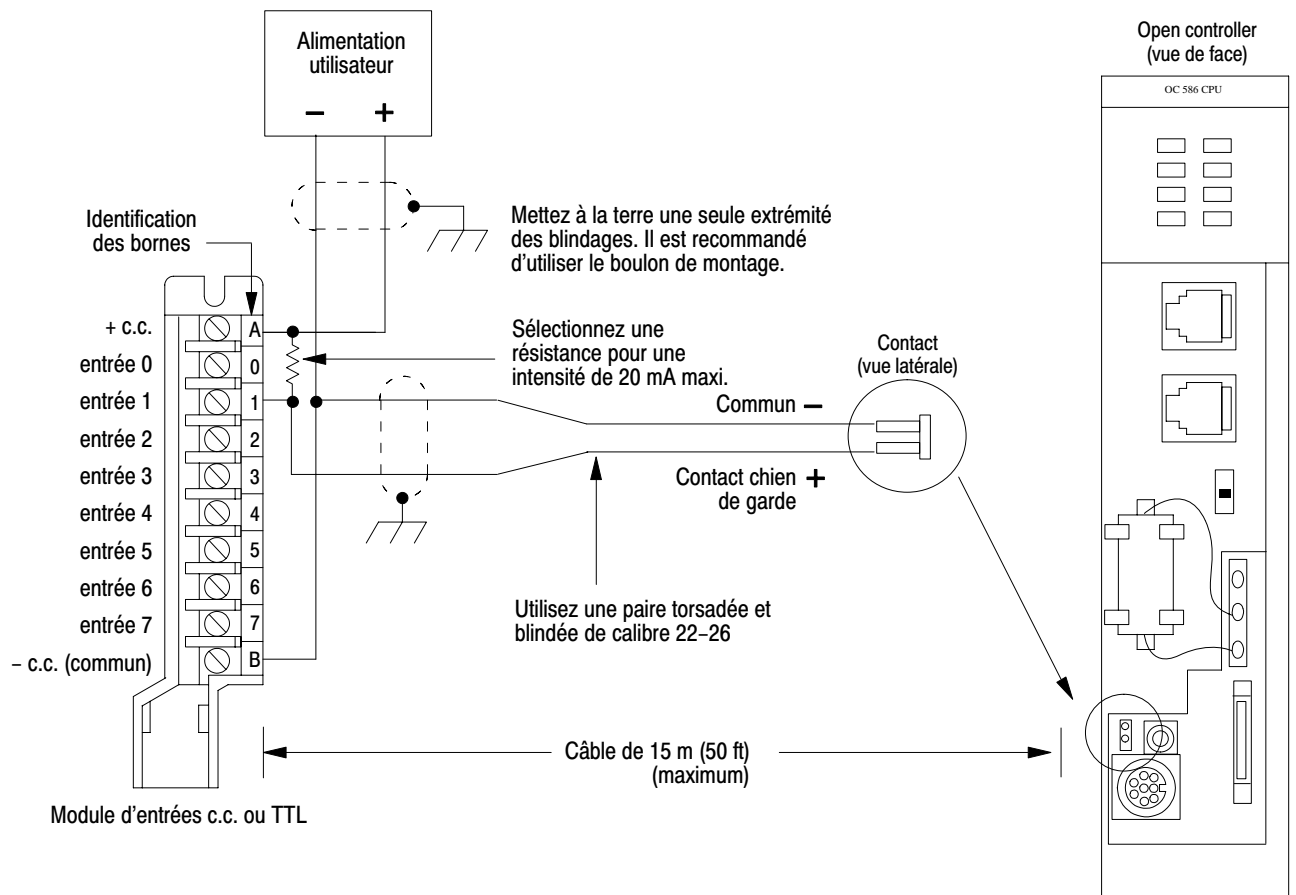 Alimentation
utilisateur
− +
Open controller
(vue de face)
OC 586 CPU
Identification
des bornes
Mettez à la terre une seule extrémité
des blindages. Il est recommandé
d’utiliser le boulon de montage.
+ c.c. A
entrée 0 0
entrée 1 1
entrée 2 2
entrée 3 3
entrée 4 4
entrée 5 5
entrée 6 6
entrée 7 7
− c.c. (commun) B
Sélectionnez une
résistance pour une
intensité de 20 mA maxi.
Contact
(vue latérale)
Commun −
Contact chien +
de garde
Utilisez une paire torsadée et
blindée de calibre 22−26
Câble de 15 m (50 ft)
(maximum)
Module d’entrées c.c. ou TTL